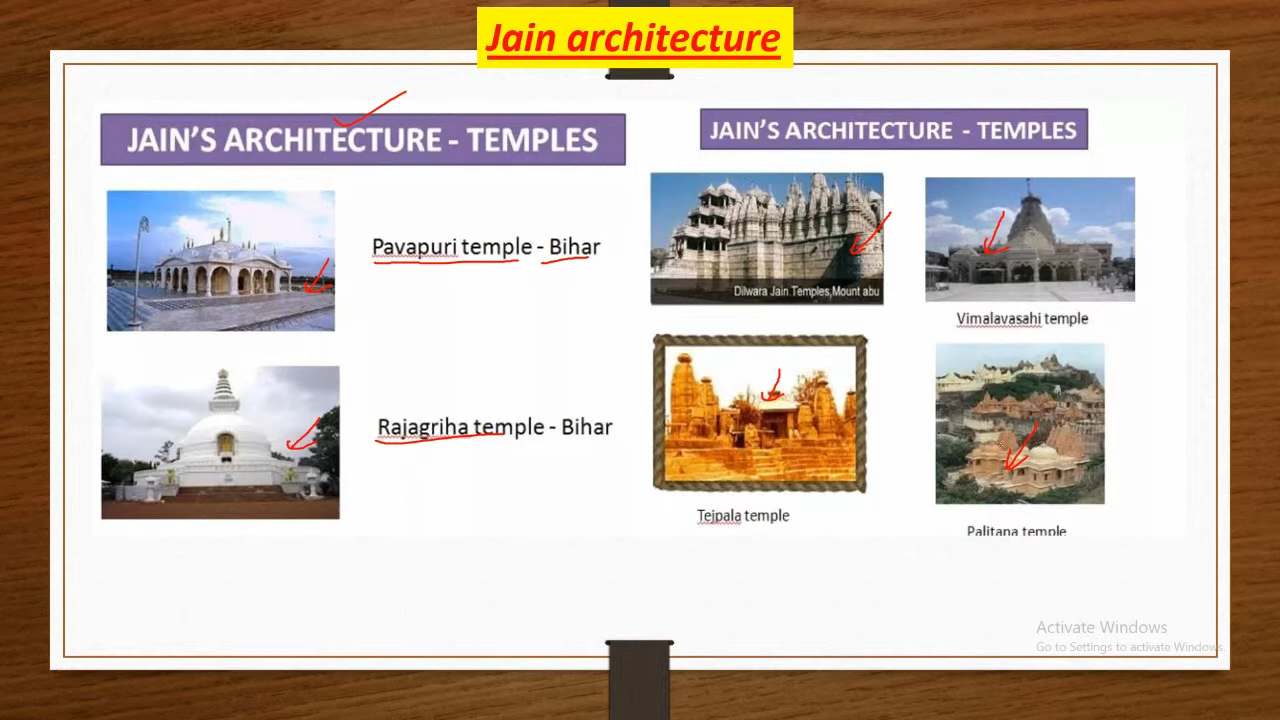 Jain architecture
JAIN'S ARCHITECTURE - TEMPLES
Pavapuri temple - Bihar
Rajagriha temple - Bihar
JAIN'S ARCHITECTURE - TEMPLES
Dilwara Jain Temples,Mount abu
Vimalavasahi temple
Tejpala temple
Palitana temple
Activate Windows
Go to Settings to activate Windows.